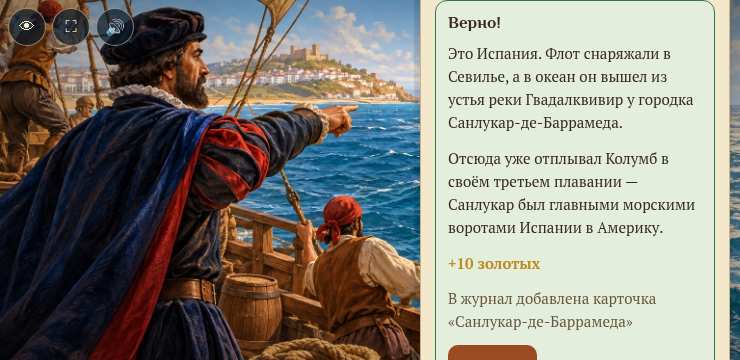 Верно!
Это Испания. Флот снаряжали в
Севилье, а в океан он вышел из
устья реки Гвадалквивир у городка
Санлукар-де-Баррамеда.
Отсюда уже отплывал Колумб в
своём третьем плавании —
Санлукар был главными морскими
воротами Испании в Америку.
+10 золотых
В журнал добавлена карточка
«Санлукар-де-Баррамеда»